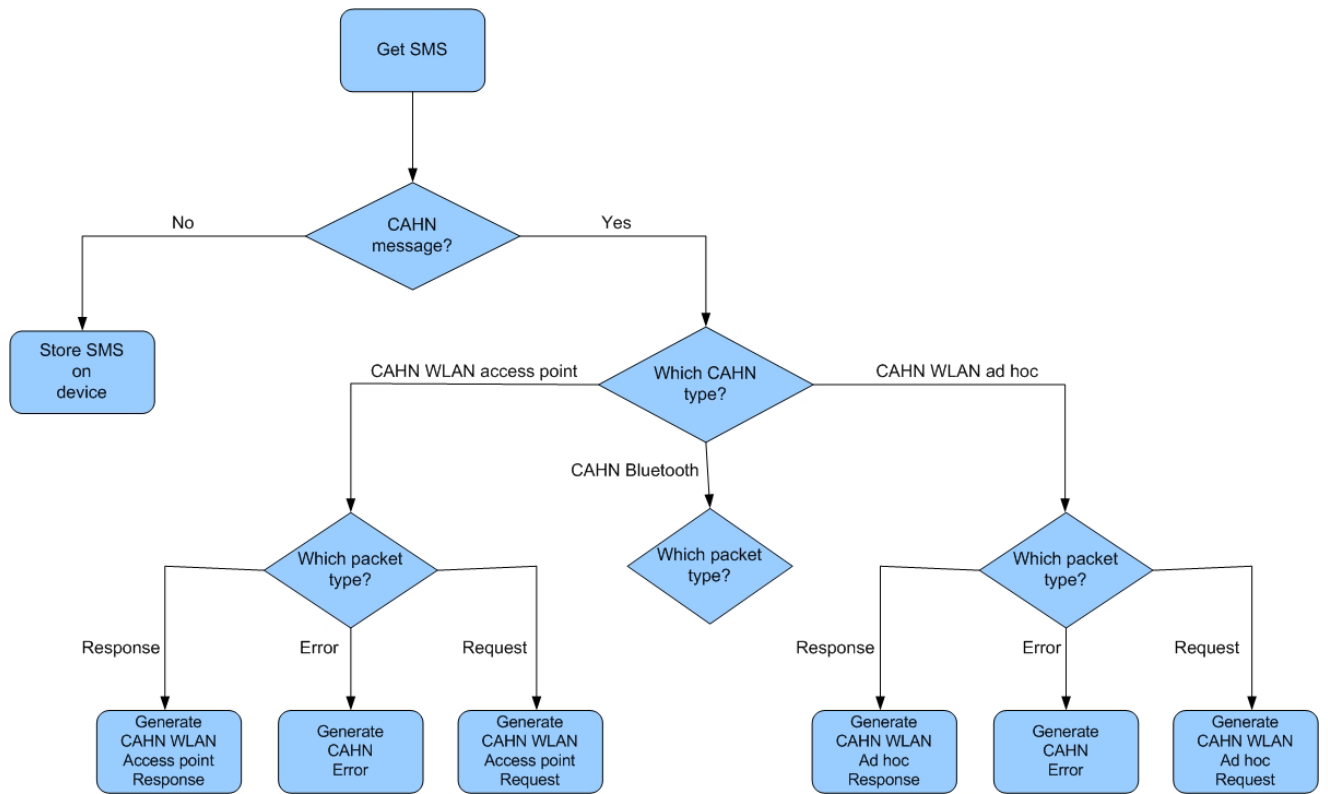 Get SMS
No
CAHN
message?
Yes
Store SMS
on
device
CAHN WLAN access point
Which CAHN
type?
CAHN WLAN ad hoc
CAHN Bluetooth
Which packet
type?
Which packet
type?
Which packet
type?
Response
Error
Request
Response
Error
Request
Generate
CAHN WLAN
Access point
Response
Generate
CAHN
Error
Generate
CAHN WLAN
Access point
Request
Generate
CAHN WLAN
Ad hoc
Response
Generate
CAHN
Error
Generate
CAHN WLAN
Ad hoc
Request